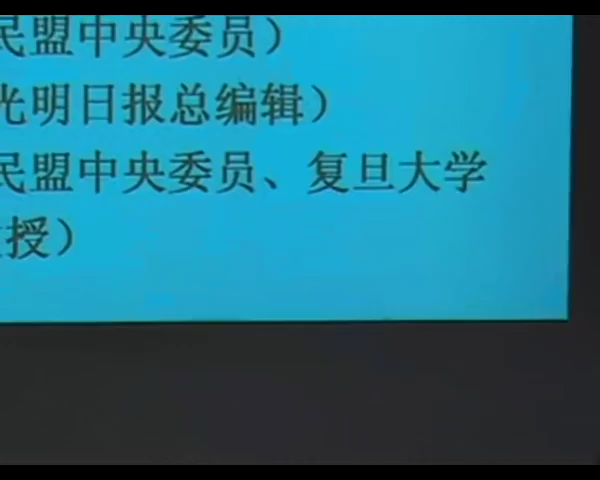 民盟中央委员）
光明日报总编辑）
民盟中央委员、复旦大学
授）